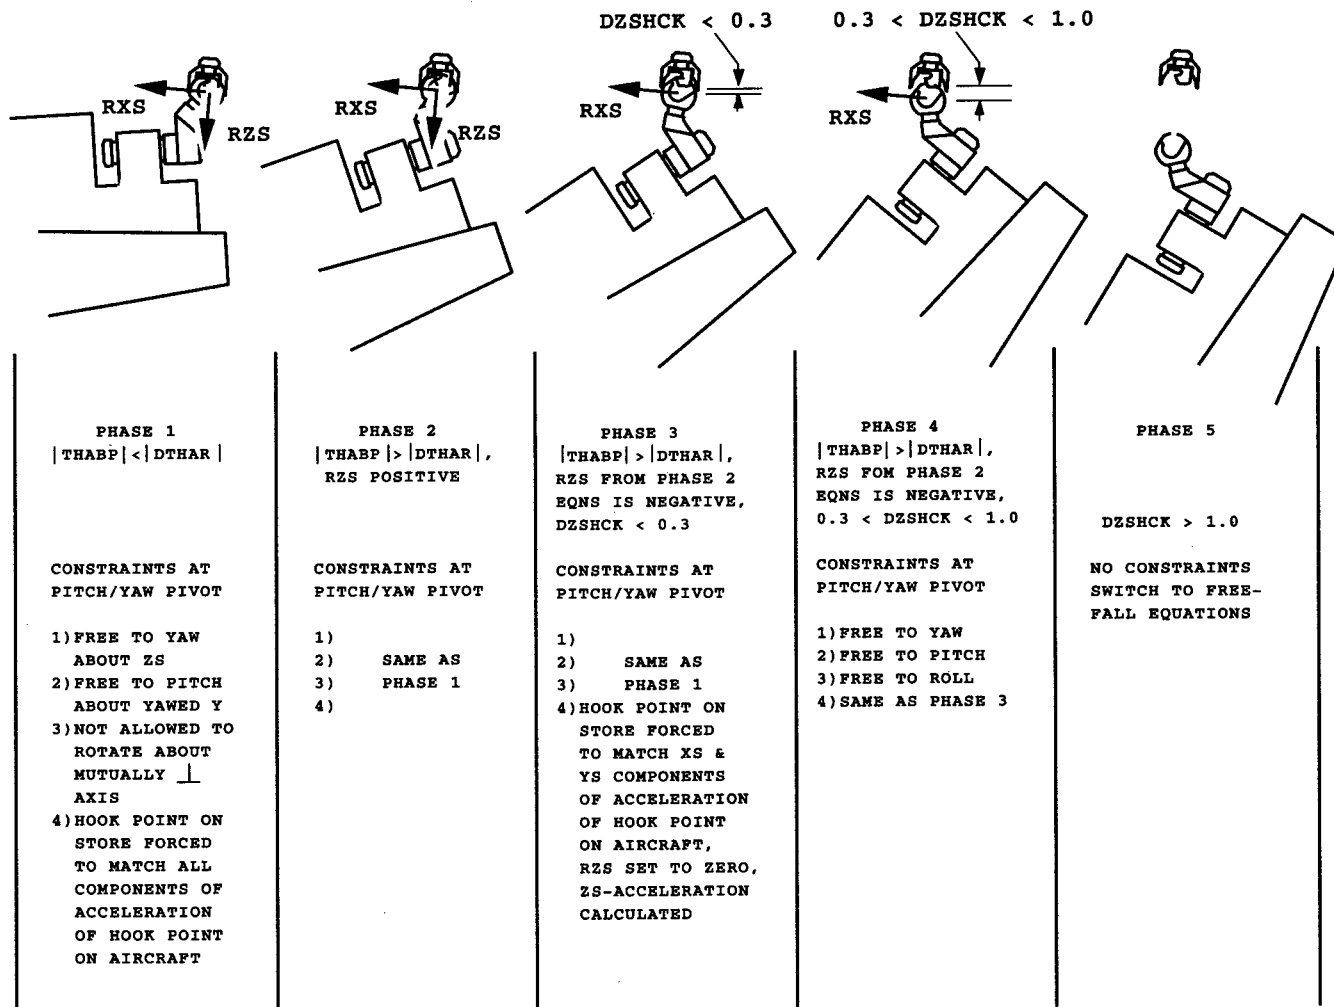 DZSHCK < 0.3
0.3 < DZSHCK < 1.0
RXS
RZS
RXS
RZS
RXS
RXS
PHASE 1
|THABP|<|DTHAR|
CONSTRAINTS AT
PITCH/YAW PIVOT
1)FREE TO YAW
ABOUT ZS
2)FREE TO PITCH
ABOUT YAWED Y
3)NOT ALLOWED TO
ROTATE ABOUT
MUTUALLY ⊥
AXIS
4)HOOK POINT ON
STORE FORCED
TO MATCH ALL
COMPONENTS OF
ACCELERATION
OF HOOK POINT
ON AIRCRAFT
PHASE 2
|THABP|>|DTHAR|,
RZS POSITIVE
CONSTRAINTS AT
PITCH/YAW PIVOT
1)
2) SAME AS
3) PHASE 1
4)
PHASE 3
|THABP|>|DTHAR|,
RZS FROM PHASE 2
EQNS IS NEGATIVE,
DZSHCK < 0.3
CONSTRAINTS AT
PITCH/YAW PIVOT
1)
2) SAME AS
3) PHASE 1
4)HOOK POINT ON
STORE FORCED
TO MATCH XS &
YS COMPONENTS
OF ACCELERATION
OF HOOK POINT
ON AIRCRAFT,
RZS SET TO ZERO,
ZS-ACCELERATION
CALCULATED
PHASE 4
|THABP|>|DTHAR|,
RZS FOM PHASE 2
EQNS IS NEGATIVE,
0.3 < DZSHCK < 1.0
CONSTRAINTS AT
PITCH/YAW PIVOT
1)FREE TO YAW
2)FREE TO PITCH
3)FREE TO ROLL
4)SAME AS PHASE 3
PHASE 5
DZSHCK > 1.0
NO CONSTRAINTS
SWITCH TO FREE-
FALL EQUATIONS